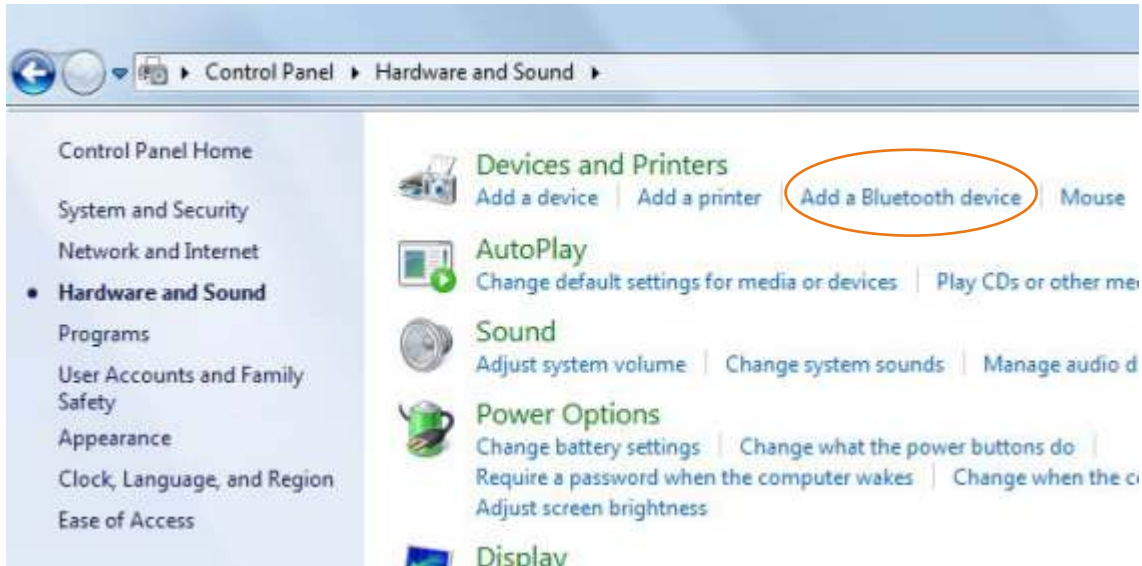 Control Panel Hardware and Sound
Control Panel Home
System and Security
Network and Internet
Hardware and Sound
Programs
User Accounts and Family
Safety
Appearance
Clock, Language, and Region
Ease of Access
Devices and Printers
Add a device Add a printer Add a Bluetooth device Mouse
AutoPlay
Change default settings for media or devices Play CDs or other me
Sound
Adjust system volume Change system sounds Manage audio d
Power Options
Change battery settings Change what the power buttons do
Require a password when the computer wakes Change when the c
Adjust screen brightness
Display